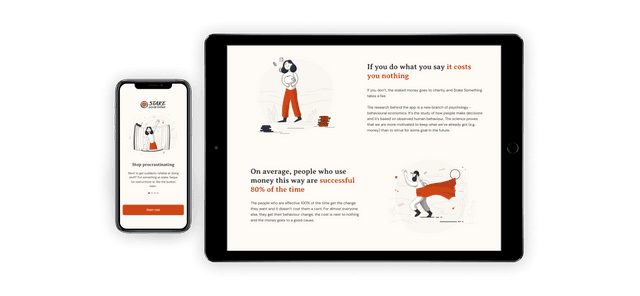 STAKE
Stop procrastinating
If you do what you say it costs
you nothing
If you don't, the staked money goes to charity, and Stake Something
takes a fee.
The research behind the app is a new branch of psychology -
behavioural economics. It's the study of how people make decisions
and it's based on observed human behaviour. The science proves
that we are more motivated to keep what we've already got (e.g.
money) than to strive for some goal in the future.
On average, people who use
money this way are successful
80% of the time
The people who are effective 100% of the time get the change
they want and it doesn't cost them a cent. For almost everyone
else, they get their behaviour change, the cost is next to nothing
and the money goes to a good cause.